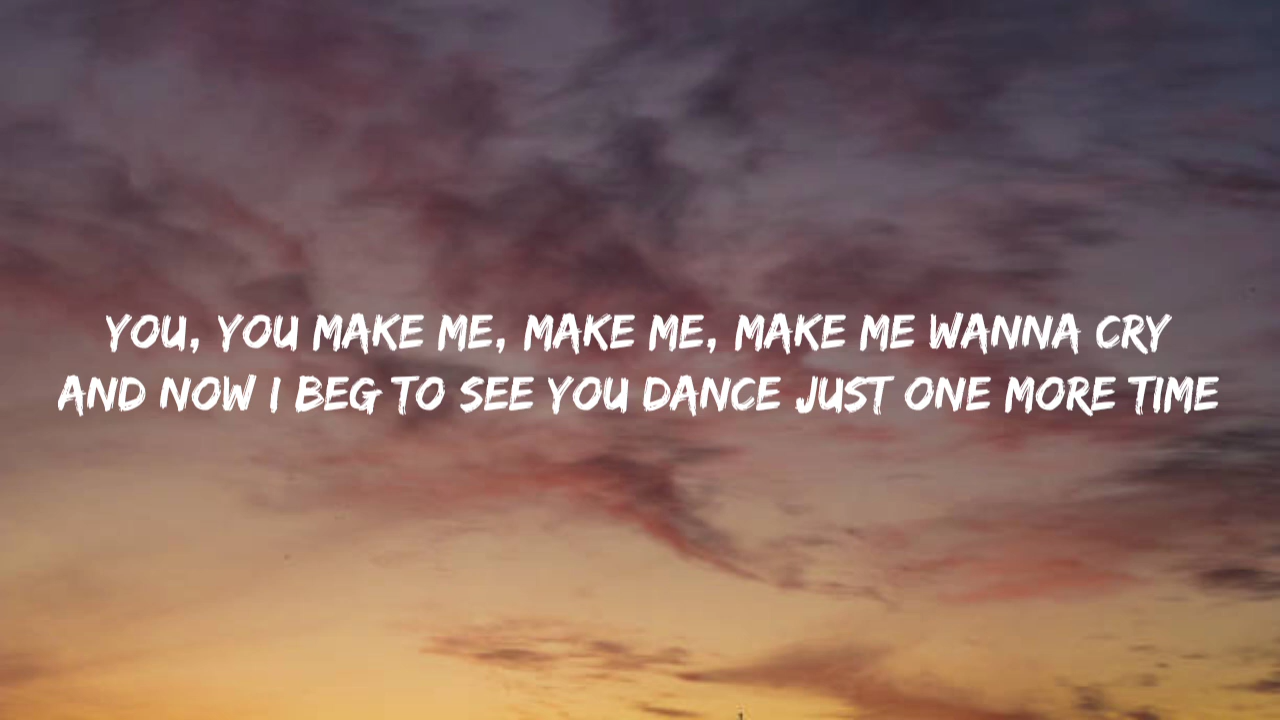 YOU, YOU MAKE ME, MAKE ME, MAKE ME WANNA CRY
AND NOW I BEG TO SEE YOU DANCE JUST ONE MORE TIME